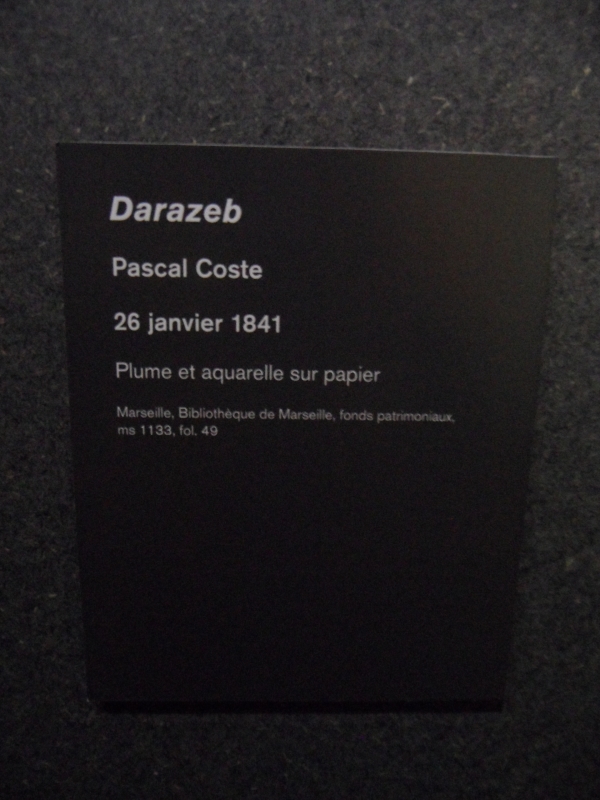 Darazeb
Pascal Coste
26 janvier 1841
Plume et aquarelle sur papier
Marseille, Bibliothèque de Marseille, fonds patrimoniaux,
ms 1133, fol. 49